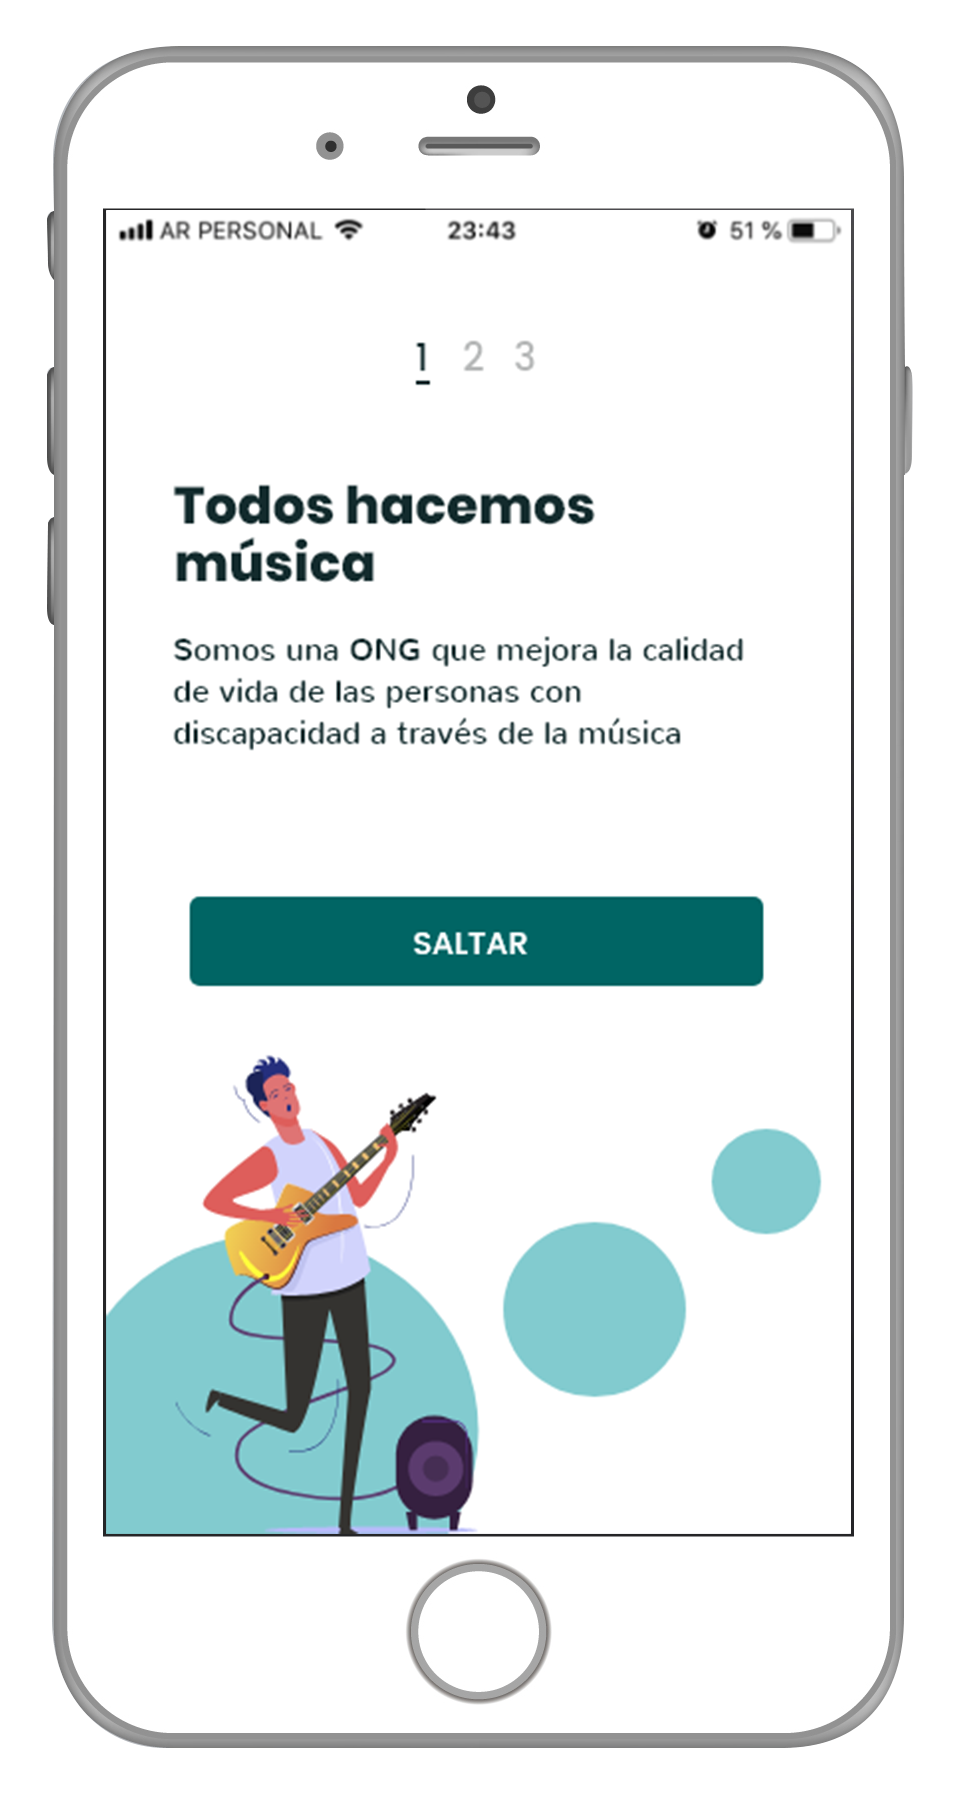 AR PERSONAL 23:43 51 %
1 2 3
Todos hacemos
música
Somos una ONG que mejora la calidad
de vida de las personas con
discapacidad a través de la música
SALTAR